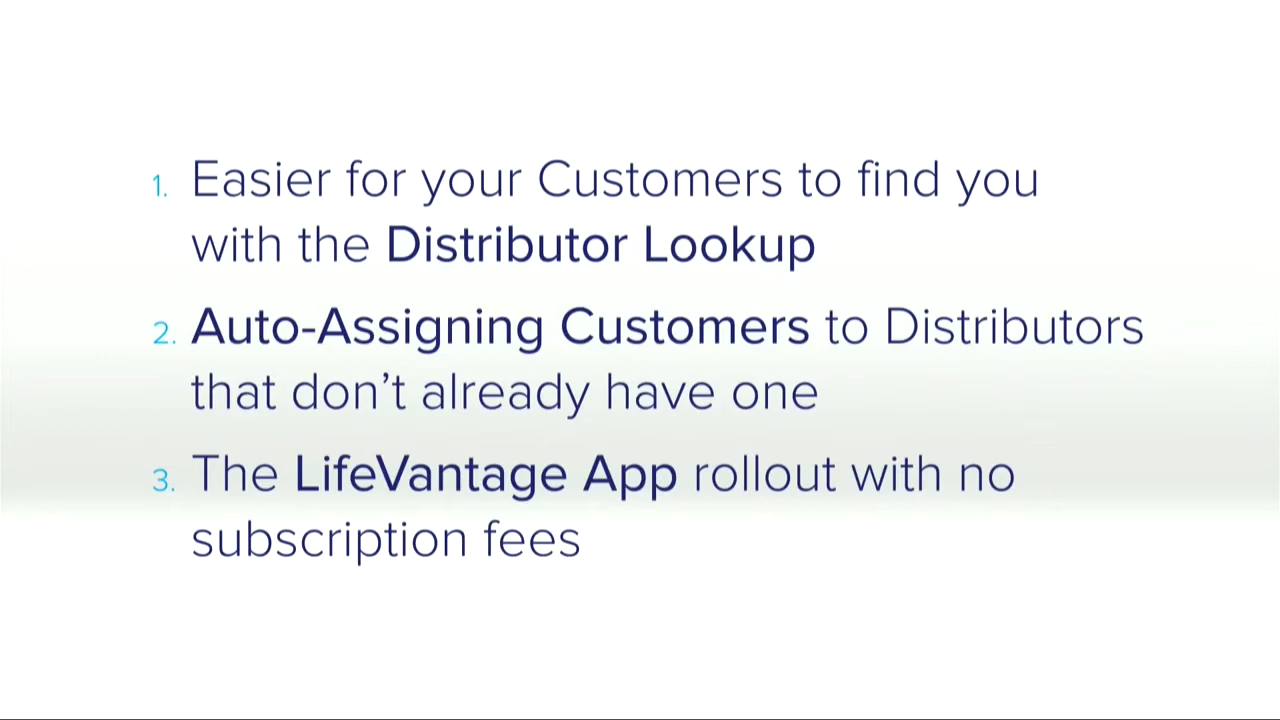 1. Easier for your Customers to find you
with the Distributor Lookup
2. Auto-Assigning Customers to Distributors
that don’t already have one
3. The LifeVantage App rollout with no
subscription fees